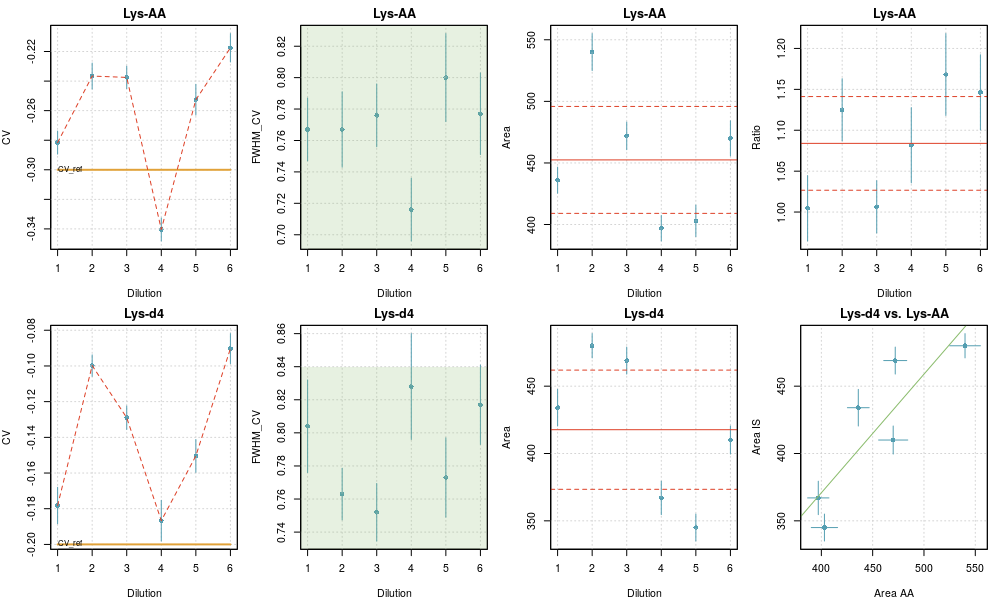 Lys-AA
CV
-0.22
-0.26
-0.30
-0.34
CV_ref
1 2 3 4 5 6
Dilution
Lys-AA
FWHM_CV
0.82
0.80
0.78
0.76
0.74
0.72
0.70
1 2 3 4 5 6
Dilution
Lys-AA
Area
550
500
450
400
1 2 3 4 5 6
Dilution
Lys-AA
Ratio
1.20
1.15
1.10
1.05
1.00
1 2 3 4 5 6
Dilution
Lys-d4
CV
-0.08
-0.10
-0.12
-0.14
-0.16
-0.18
-0.20
CV_ref
1 2 3 4 5 6
Dilution
Lys-d4
FWHM_CV
0.86
0.84
0.82
0.80
0.78
0.76
0.74
1 2 3 4 5 6
Dilution
Lys-d4
Area
450
400
350
1 2 3 4 5 6
Dilution
Lys-d4 vs. Lys-AA
Area IS
450
400
350
400 450 500 550
Area AA